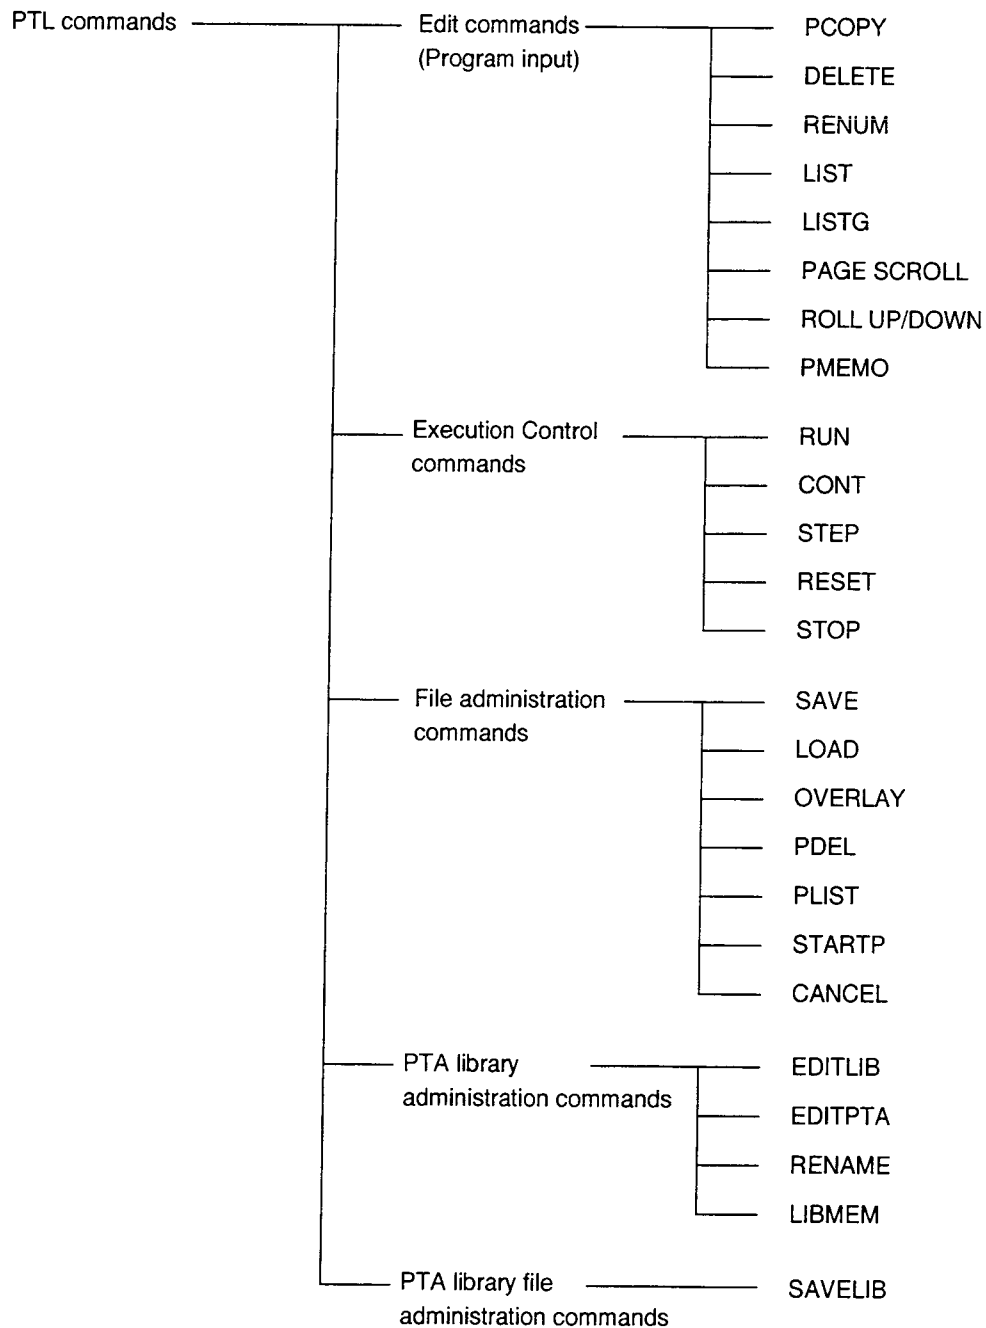 PTL commands
Edit commands
(Program input)
PCOPY
DELETE
RENUM
LIST
LISTG
PAGE SCROLL
ROLL UP/DOWN
PMEMO
Execution Control
commands
RUN
CONT
STEP
RESET
STOP
File administration
commands
SAVE
LOAD
OVERLAY
PDEL
PLIST
STARTP
CANCEL
PTA library
administration commands
EDITLIB
EDITPTA
RENAME
LIBMEM
PTA library file
administration commands
SAVELIB